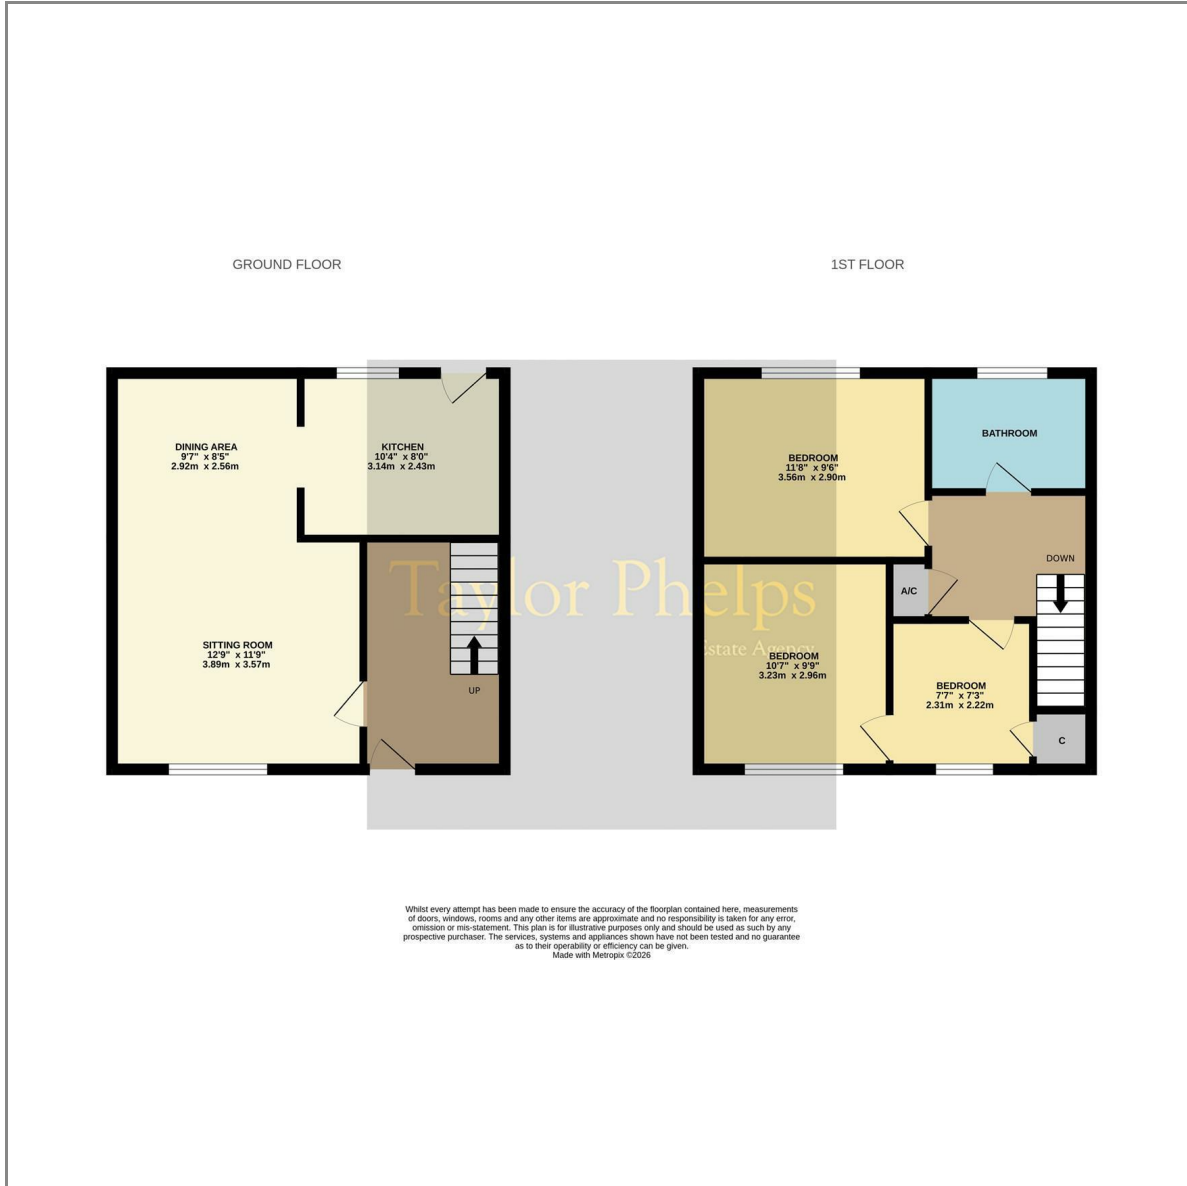 GROUND FLOOR
1ST FLOOR
DINING AREA
9'7" x 8'5"
2.92m x 2.56m
KITCHEN
10'4" x 8'0"
3.14m x 2.43m
SITTING ROOM
12'9" x 11'9"
3.89m x 3.57m
UP
BEDROOM
11'8" x 9'6"
3.56m x 2.90m
BATHROOM
DOWN
A/C
BEDROOM
10'7" x 9'9"
3.23m x 2.96m
BEDROOM
7'7" x 7'3"
2.31m x 2.22m
C
Taylor Phelps
Estate Agency
Whilst every attempt has been made to ensure the accuracy of the floorplan contained here, measurements
of doors, windows, rooms and any other items are approximate and no responsibility is taken for any error,
omission or mis-statement. This plan is for illustrative purposes only and should be used as such by any
prospective purchaser. The services, systems and appliances shown have not been tested and no guarantee
as to their operability or efficiency can be given.
Made with Metropix ©2026